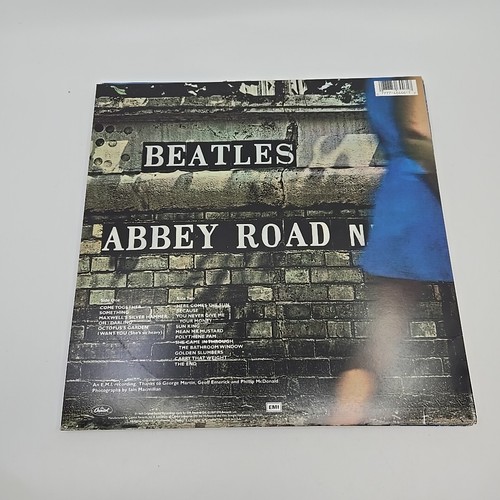 BEATLES
ABBEY ROAD N
Side One
COME TOGETHER
SOMETHING
MAXWELL'S SILVER HAMMER
OH! DARLING
OCTOPUS'S GARDEN
I WANT YOU (She's so heavy)
HERE COMES THE SUN
BECAUSE
YOU NEVER GIVE ME
YOUR MONEY
SUN KING
MEAN MR MUSTARD
POLYTHENE PAM
SHE CAME IN THROUGH
THE BATHROOM WINDOW
GOLDEN SLUMBERS
CARRY THAT WEIGHT
THE END
An E.M.I. recording. Thanks to George Martin, Geoff Emerick and Phillip McDonald.
Photographs by Iain Macmillan
Capitol
EMI